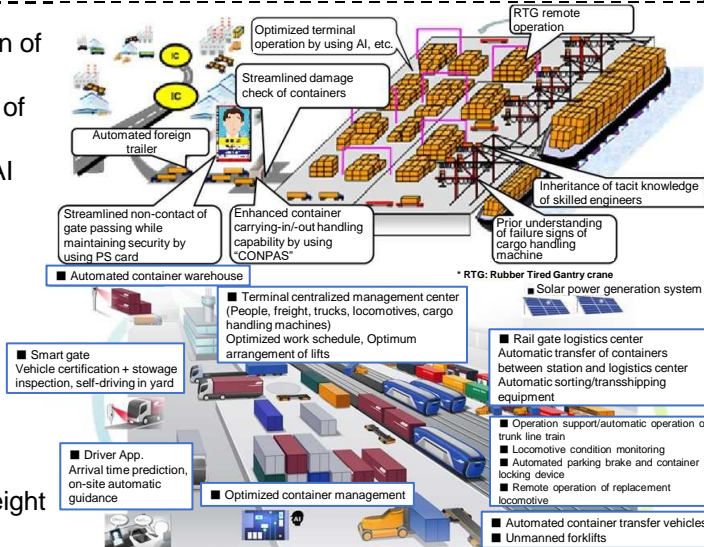 n of
of
AI
eight
IC
IC
Optimized terminal
operation by using AI, etc.
RTG remote
operation
Streamlined damage
check of containers
Automated foreign
trailer
Streamlined non-contact of
gate passing while
maintaining security by
using PS card
Enhanced container
carrying-in/-out handling
capability by using
“CONPAS”
Inheritance of tacit knowledge
of skilled engineers
Prior understanding
of failure signs of
cargo handling
machine
* RTG: Rubber Tired Gantry crane
■ Automated container warehouse
■ Solar power generation system
■ Terminal centralized management center
(People, freight, trucks, locomotives, cargo
handling machines)
Optimized work schedule, Optimum
arrangement of lifts
■ Smart gate
Vehicle certification + stowage
inspection, self-driving in yard
■ Rail gate logistics center
Automatic transfer of containers
between station and logistics center
Automatic sorting/transshipping
equipment
■ Operation support/automatic operation o
trunk line train
■ Locomotive condition monitoring
■ Automated parking brake and container
locking device
■ Remote operation of replacement
locomotive
■ Driver App.
Arrival time prediction,
on-site automatic
guidance
■ Optimized container management
AI
■ Automated container transfer vehicles
■ Unmanned forklifts